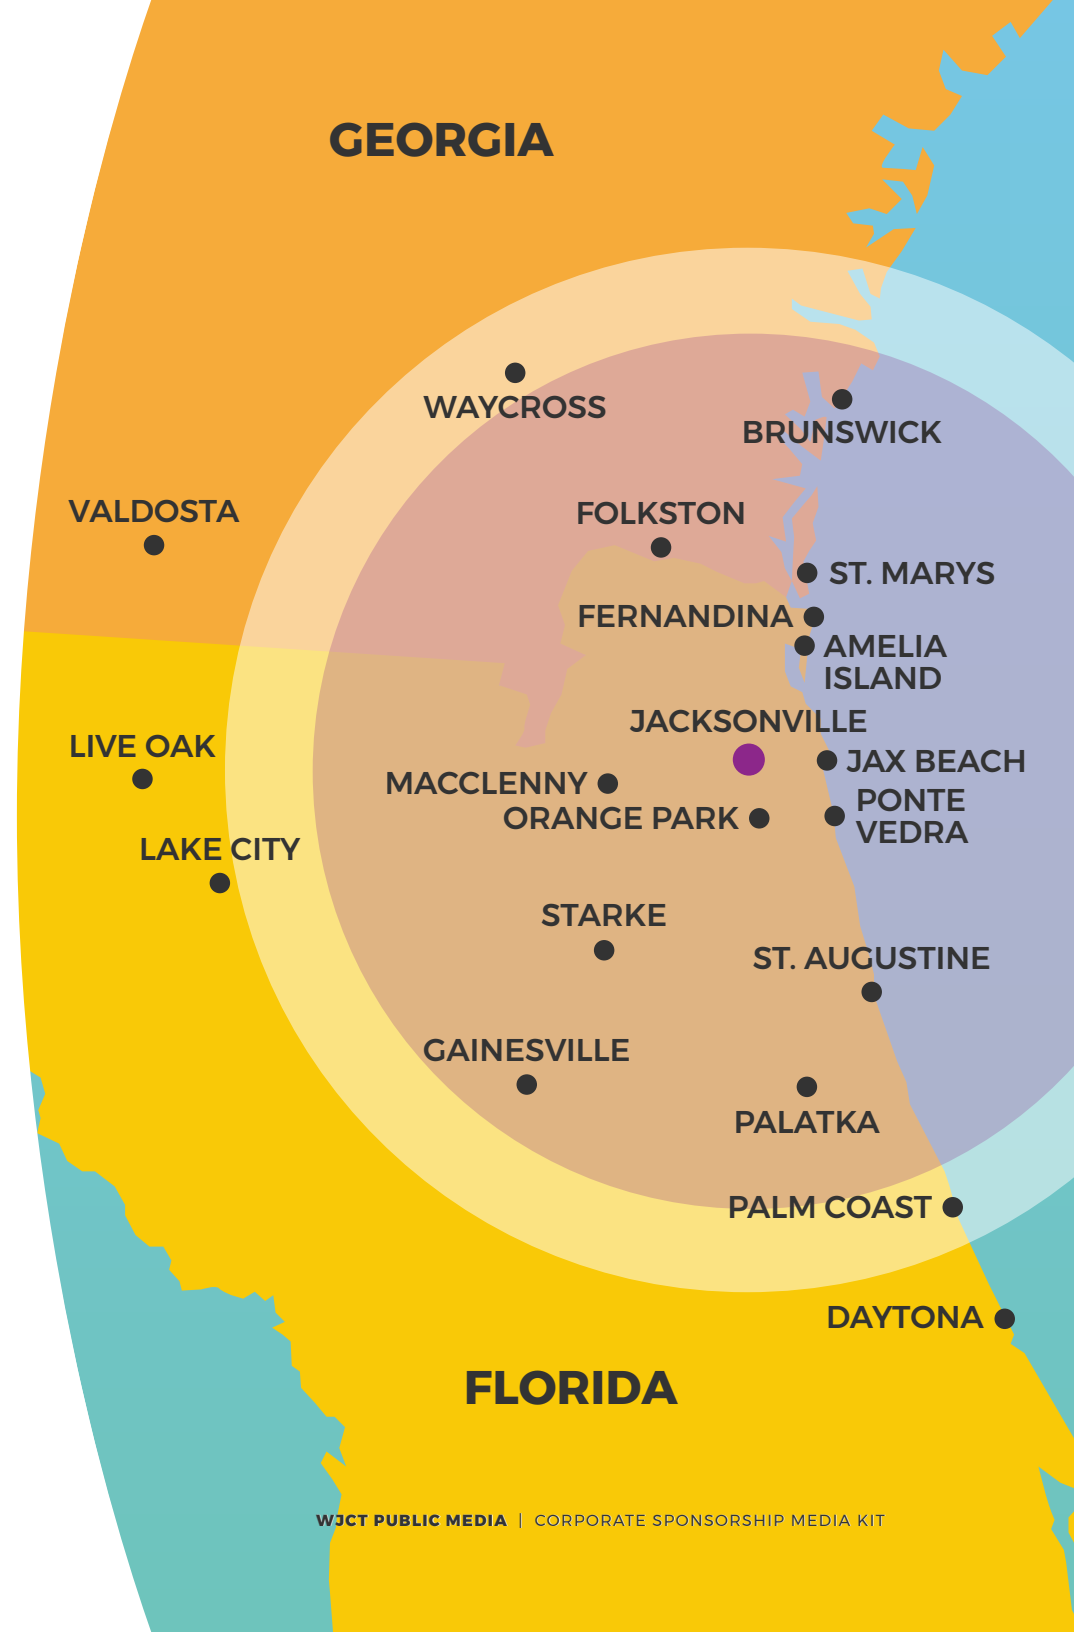 GEORGIA
WAYCROSS
BRUNSWICK
VALDOSTA
FOLKSTON
ST. MARYS
FERNANDINA
AMELIA
ISLAND
JACKSONVILLE
LIVE OAK
JAX BEACH
MACCLENNY
PONTE
VEDRA
ORANGE PARK
LAKE CITY
STARKE
ST. AUGUSTINE
GAINESVILLE
PALATKA
PALM COAST
DAYTONA
FLORIDA
WJCT PUBLIC MEDIA | CORPORATE SPONSORSHIP MEDIA KIT